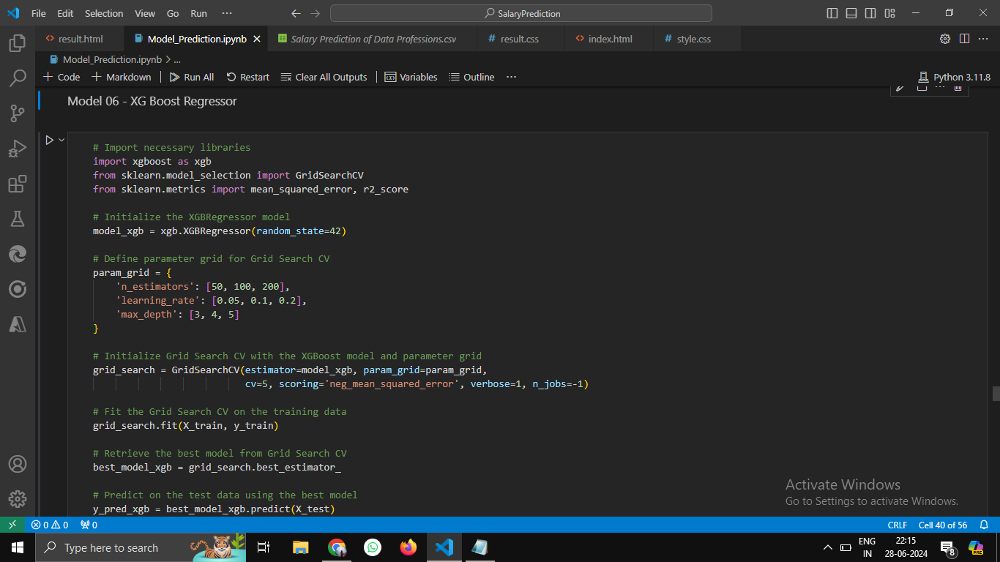 File Edit Selection View Go Run ··· SalaryPrediction
result.html Model_Prediction.ipynb Salary Prediction of Data Professions.csv result.css index.html style.css
Model_Prediction.ipynb > ...
+ Code + Markdown Run All Restart Clear All Outputs Variables Outline ··· Python 3.11.8
Model 06 - XG Boost Regressor
# Import necessary libraries
import xgboost as xgb
from sklearn.model_selection import GridSearchCV
from sklearn.metrics import mean_squared_error, r2_score
# Initialize the XGBRegressor model
model_xgb = xgb.XGBRegressor(random_state=42)
# Define parameter grid for Grid Search CV
param_grid = {
'n_estimators': [50, 100, 200],
'learning_rate': [0.05, 0.1, 0.2],
'max_depth': [3, 4, 5]
}
# Initialize Grid Search CV with the XGBoost model and parameter grid
grid_search = GridSearchCV(estimator=model_xgb, param_grid=param_grid,
cv=5, scoring='neg_mean_squared_error', verbose=1, n_jobs=-1)
# Fit the Grid Search CV on the training data
grid_search.fit(X_train, y_train)
# Retrieve the best model from Grid Search CV
best_model_xgb = grid_search.best_estimator_
# Predict on the test data using the best model
y_pred_xgb = best_model_xgb.predict(X_test)
Activate Windows
Go to Settings to activate Windows.
0 0 0 CRLF Cell 40 of 56
Type here to search
ENG
IN
22:15
28-06-2024
8
PRE